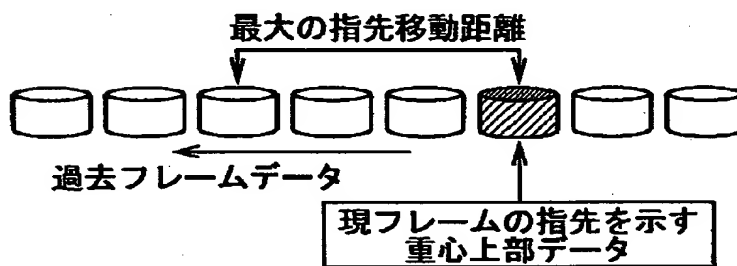 最大の指先移動距離
過去フレームデータ
現フレームの指先を示す
重心上部データ